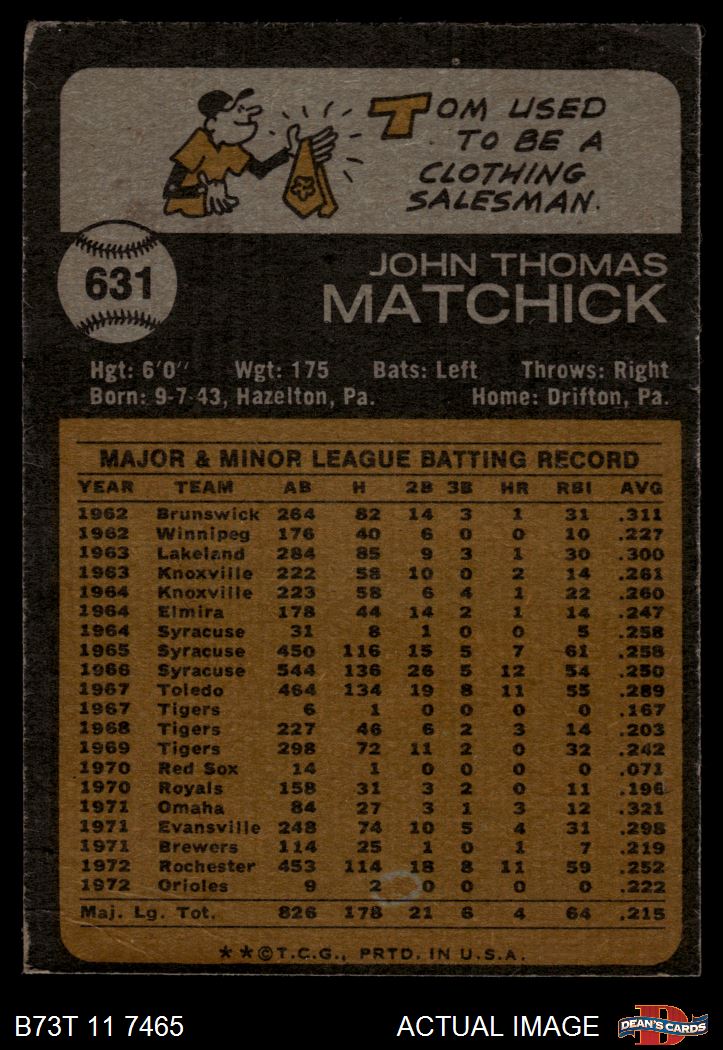 TOM USED
TO BE A
CLOTHING
SALESMAN.
631
JOHN THOMAS
MATCHICK
Hgt: 6'0" Wgt: 175 Bats: Left Throws: Right
Born: 9-7-43, Hazelton, Pa. Home: Drifton, Pa.
MAJOR & MINOR LEAGUE BATTING RECORD
YEAR TEAM AB H 2B 3B HR RBI AVG
1962 Brunswick 264 82 14 3 1 31 .311
1962 Winnipeg 176 40 6 0 0 10 .227
1963 Lakeland 284 85 9 3 1 30 .300
1963 Knoxville 222 58 10 0 2 14 .261
1964 Knoxville 223 58 6 4 1 22 .260
1964 Elmira 178 44 14 2 1 14 .247
1964 Syracuse 31 8 1 0 0 5 .258
1965 Syracuse 450 116 15 5 7 61 .258
1966 Syracuse 544 136 26 5 12 54 .250
1967 Toledo 464 134 19 8 11 55 .289
1967 Tigers 6 1 0 0 0 0 .167
1968 Tigers 227 46 6 2 3 14 .203
1969 Tigers 298 72 11 2 0 32 .242
1970 Red Sox 14 1 0 0 0 0 .071
1970 Royals 158 31 3 2 0 11 .196
1971 Omaha 84 27 3 1 3 12 .321
1971 Evansville 248 74 10 5 4 31 .298
1971 Brewers 114 25 1 0 1 7 .219
1972 Rochester 453 114 18 8 11 59 .252
1972 Orioles 9 2 0 0 0 0 .222
Maj. Lg. Tot. 826 178 21 6 4 64 .215
**©T.C.G., PRTD. IN U.S.A.
B73T 11 7465 ACTUAL IMAGE D DEAN'S CARDS